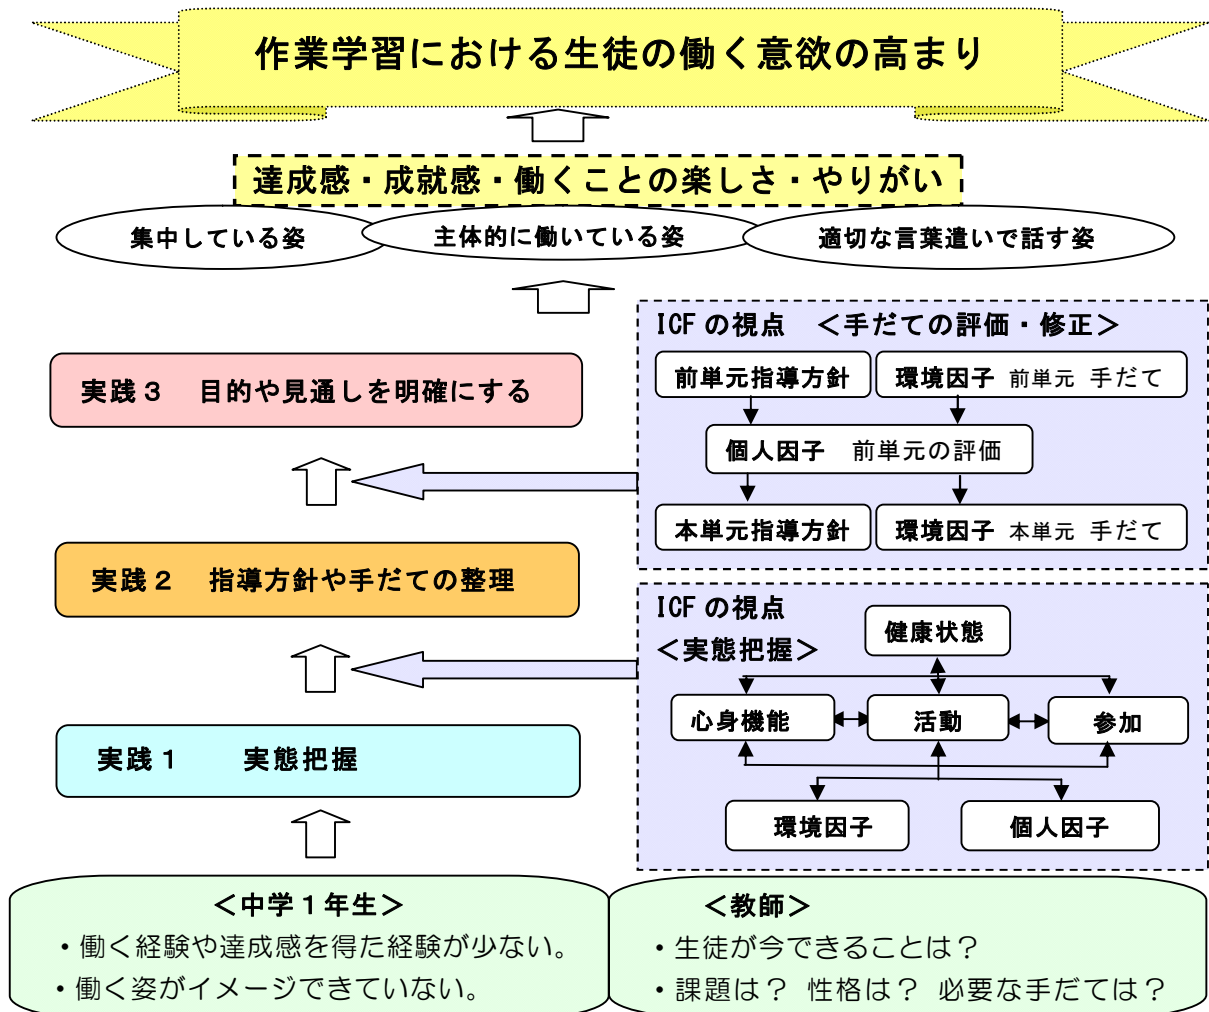 作業学習における生徒の働く意欲の高まり
達成感・成就感・働くことの楽しさ・やりがい
集中している姿
主体的に働いている姿
適切な言葉遣いで話す姿
ICF の視点　＜手だての評価・修正＞
前単元指導方針
環境因子 前単元 手だて
個人因子　前単元の評価
本単元指導方針
環境因子 本単元 手だて
実践３　目的や見通しを明確にする
実践２　指導方針や手だての整理
ICF の視点
＜実態把握＞
健康状態
心身機能
活動
参加
環境因子
個人因子
実践１　　実態把握
＜中学１年生＞
・働く経験や達成感を得た経験が少ない。
・働く姿がイメージできていない。
＜教師＞
・生徒が今できることは？
・課題は？ 性格は？ 必要な手だては？